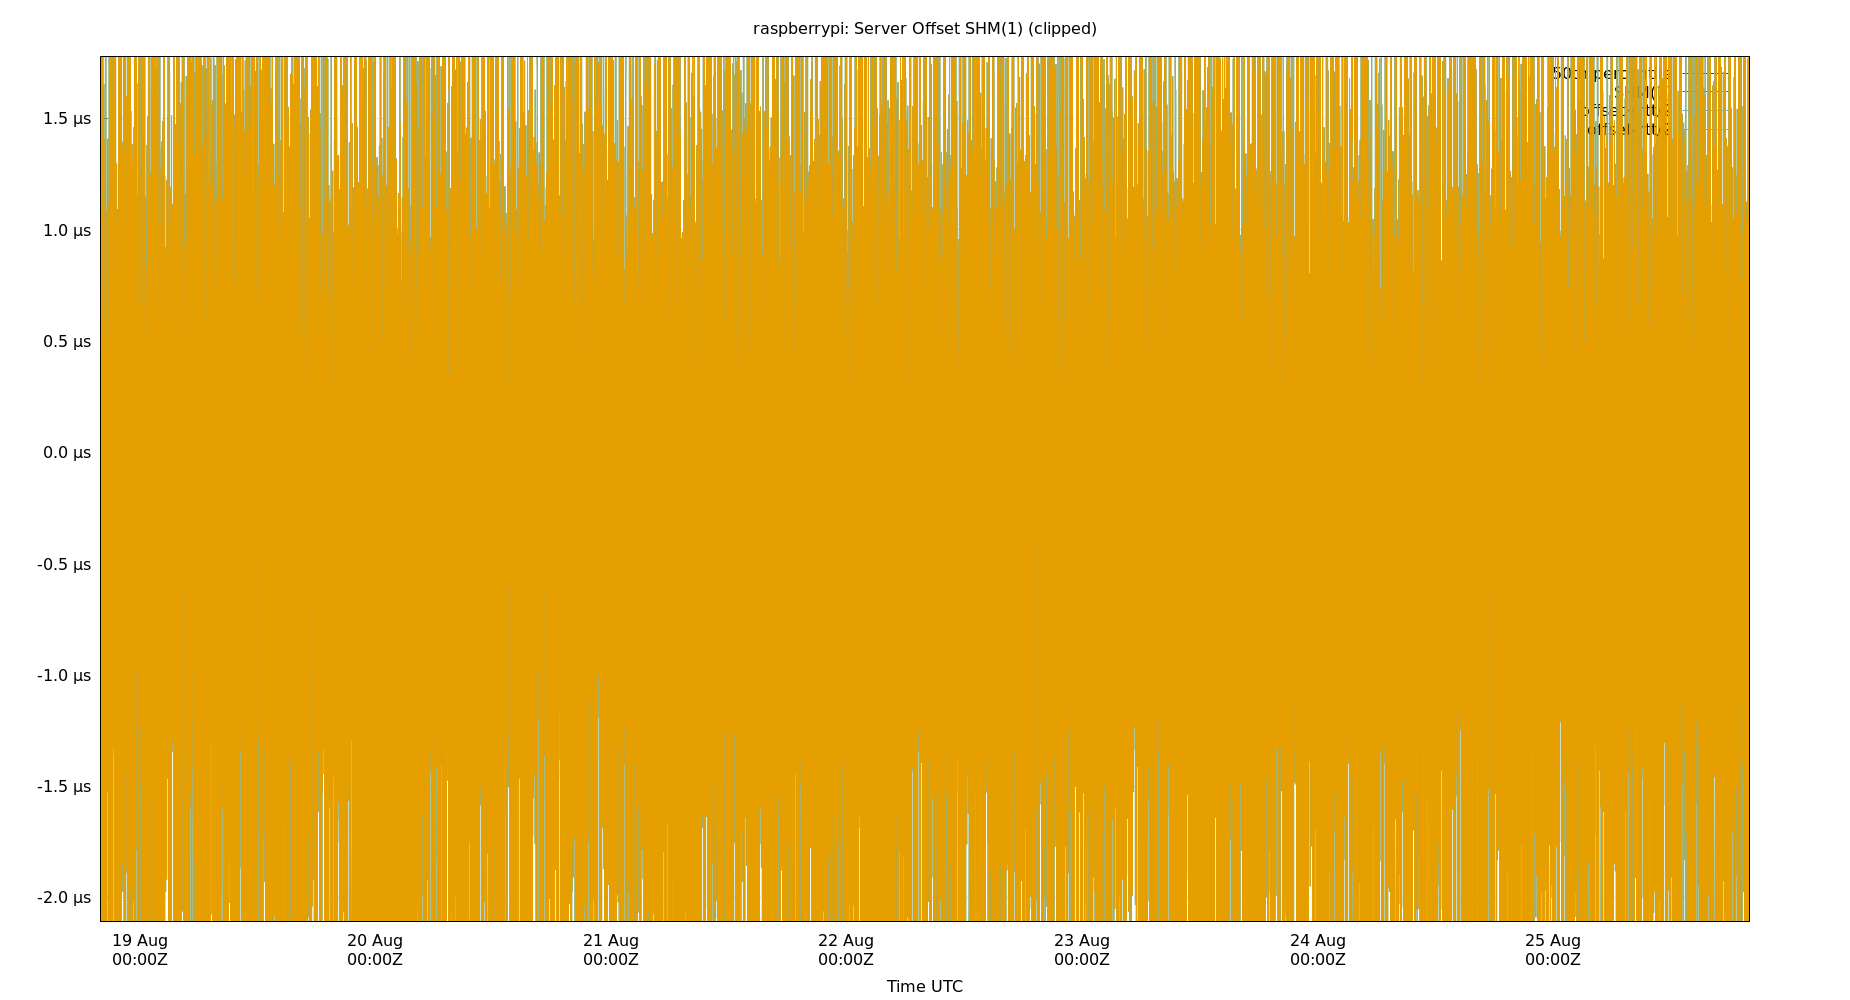 raspberrypi: Server Offset SHM(1) (clipped)
1.5 µs
1.0 µs
0.5 µs
0.0 µs
-0.5 µs
-1.0 µs
-1.5 µs
-2.0 µs
19 Aug 20 Aug 21 Aug 22 Aug 23 Aug 24 Aug 25 Aug
00:00Z 00:00Z 00:00Z 00:00Z 00:00Z 00:00Z 00:00Z
Time UTC